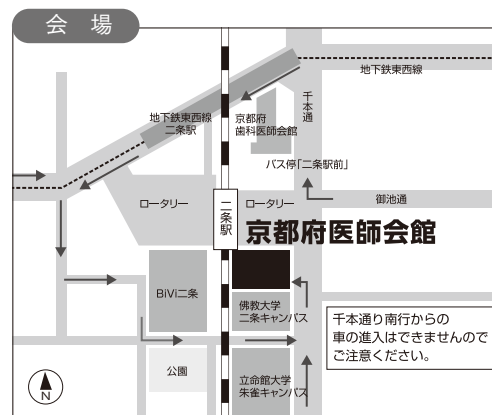 会 場
地下鉄東西線
地下鉄東西線
二条駅
京都府
歯科医師会館
千本通
バス停「二条駅前」
ロータリー
二条駅
ロータリー
御池通
京都府医師会館
BiVi二条
佛教大学
二条キャンパス
千本通り南行からの
車の進入はできませんので
ご注意ください。
公園
立命館大学
朱雀キャンパス
N